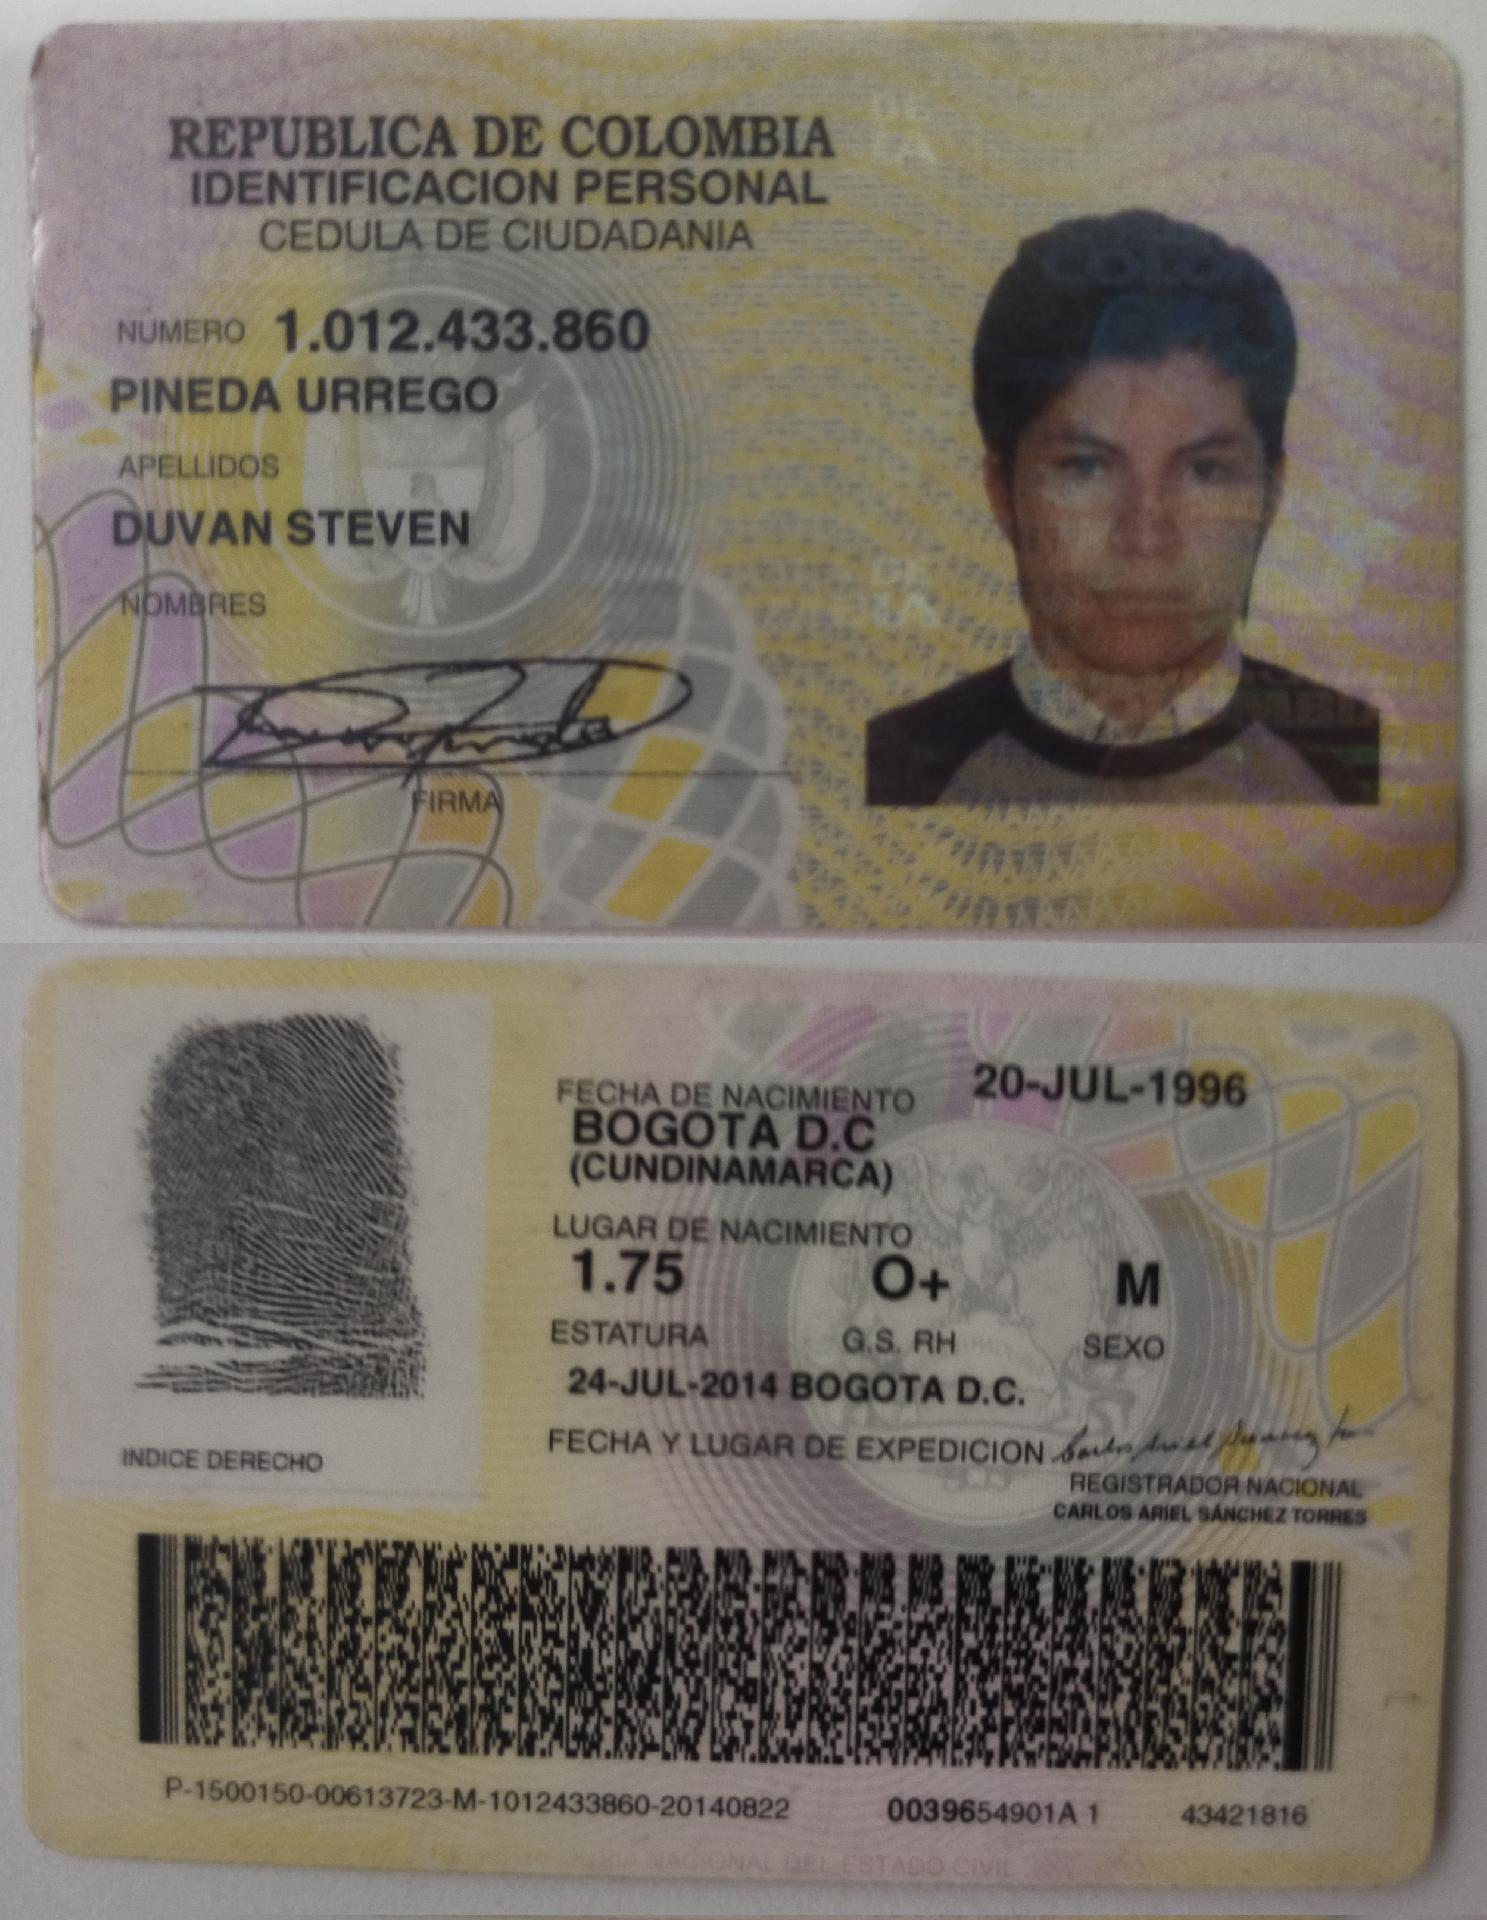 REPUBLICA DE COLOMBIA
IDENTIFICACION PERSONAL
CEDULA DE CIUDADANIA
NUMERO 1.012.433.860
PINEDA URREGO
APELLIDOS
DUVAN STEVEN
NOMBRES
FIRMA
FECHA DE NACIMIENTO 20-JUL-1996
BOGOTA D.C
(CUNDINAMARCA)
LUGAR DE NACIMIENTO
1.75 O+ M
ESTATURA G.S. RH SEXO
24-JUL-2014 BOGOTA D.C.
FECHA Y LUGAR DE EXPEDICION
INDICE DERECHO
REGISTRADOR NACIONAL
CARLOS ARIEL SÁNCHEZ TORRES
P-1500150-00613723-M-1012433860-20140822 0039654901A 1 43421816